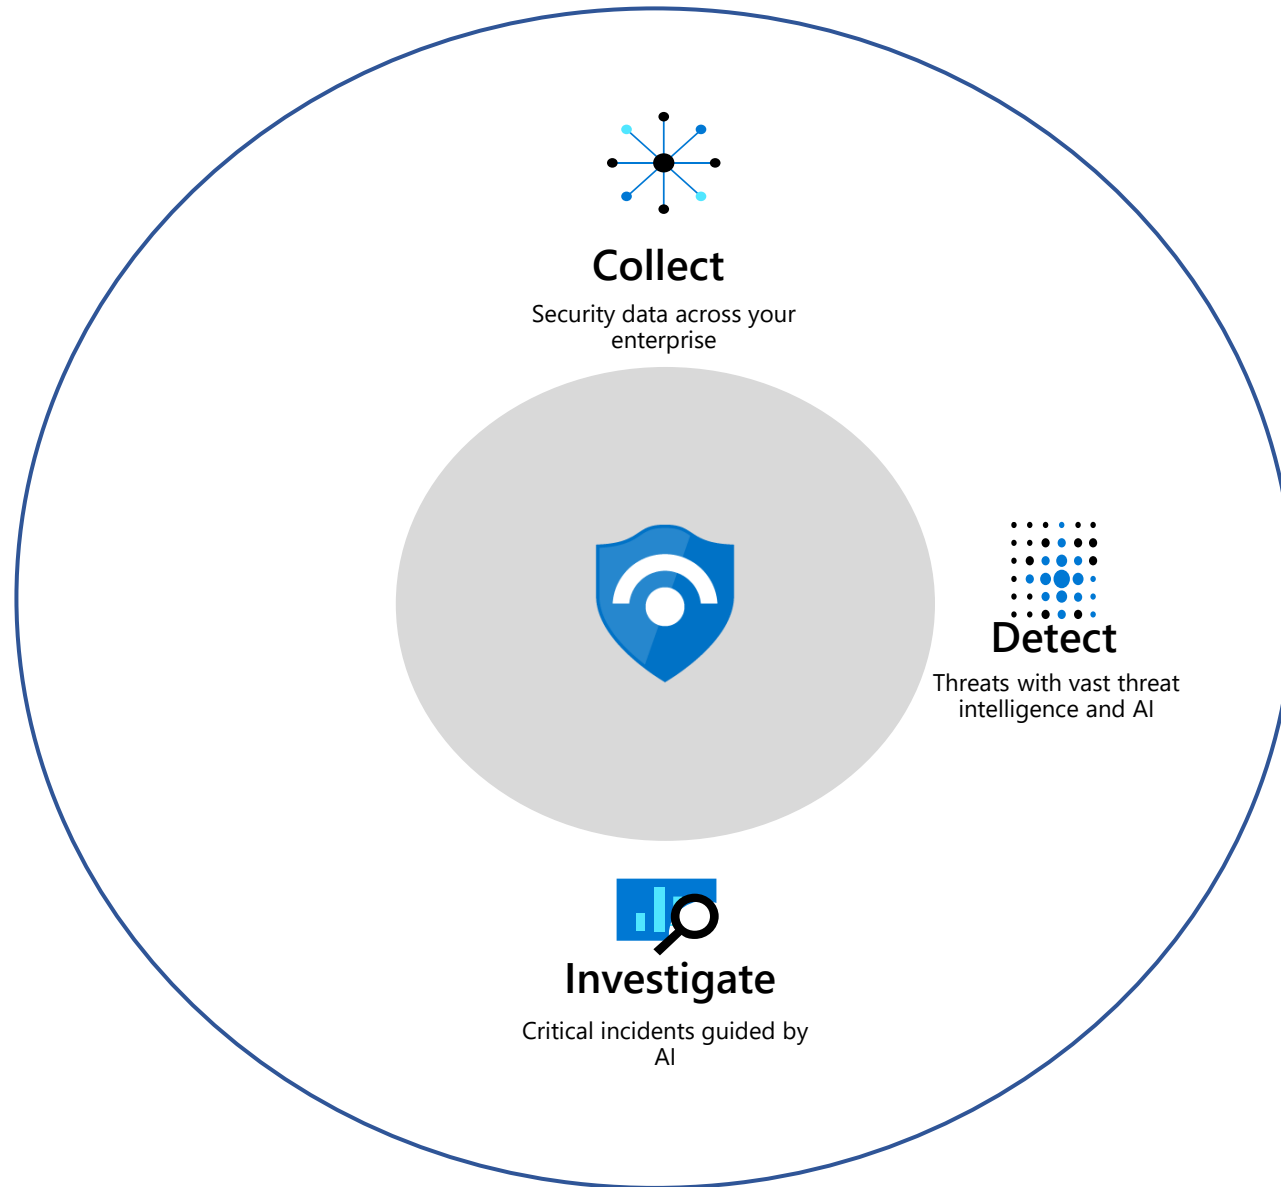 Collect
Security data across your
enterprise
Detect
Threats with vast threat
intelligence and AI
Investigate
Critical incidents guided by
AI